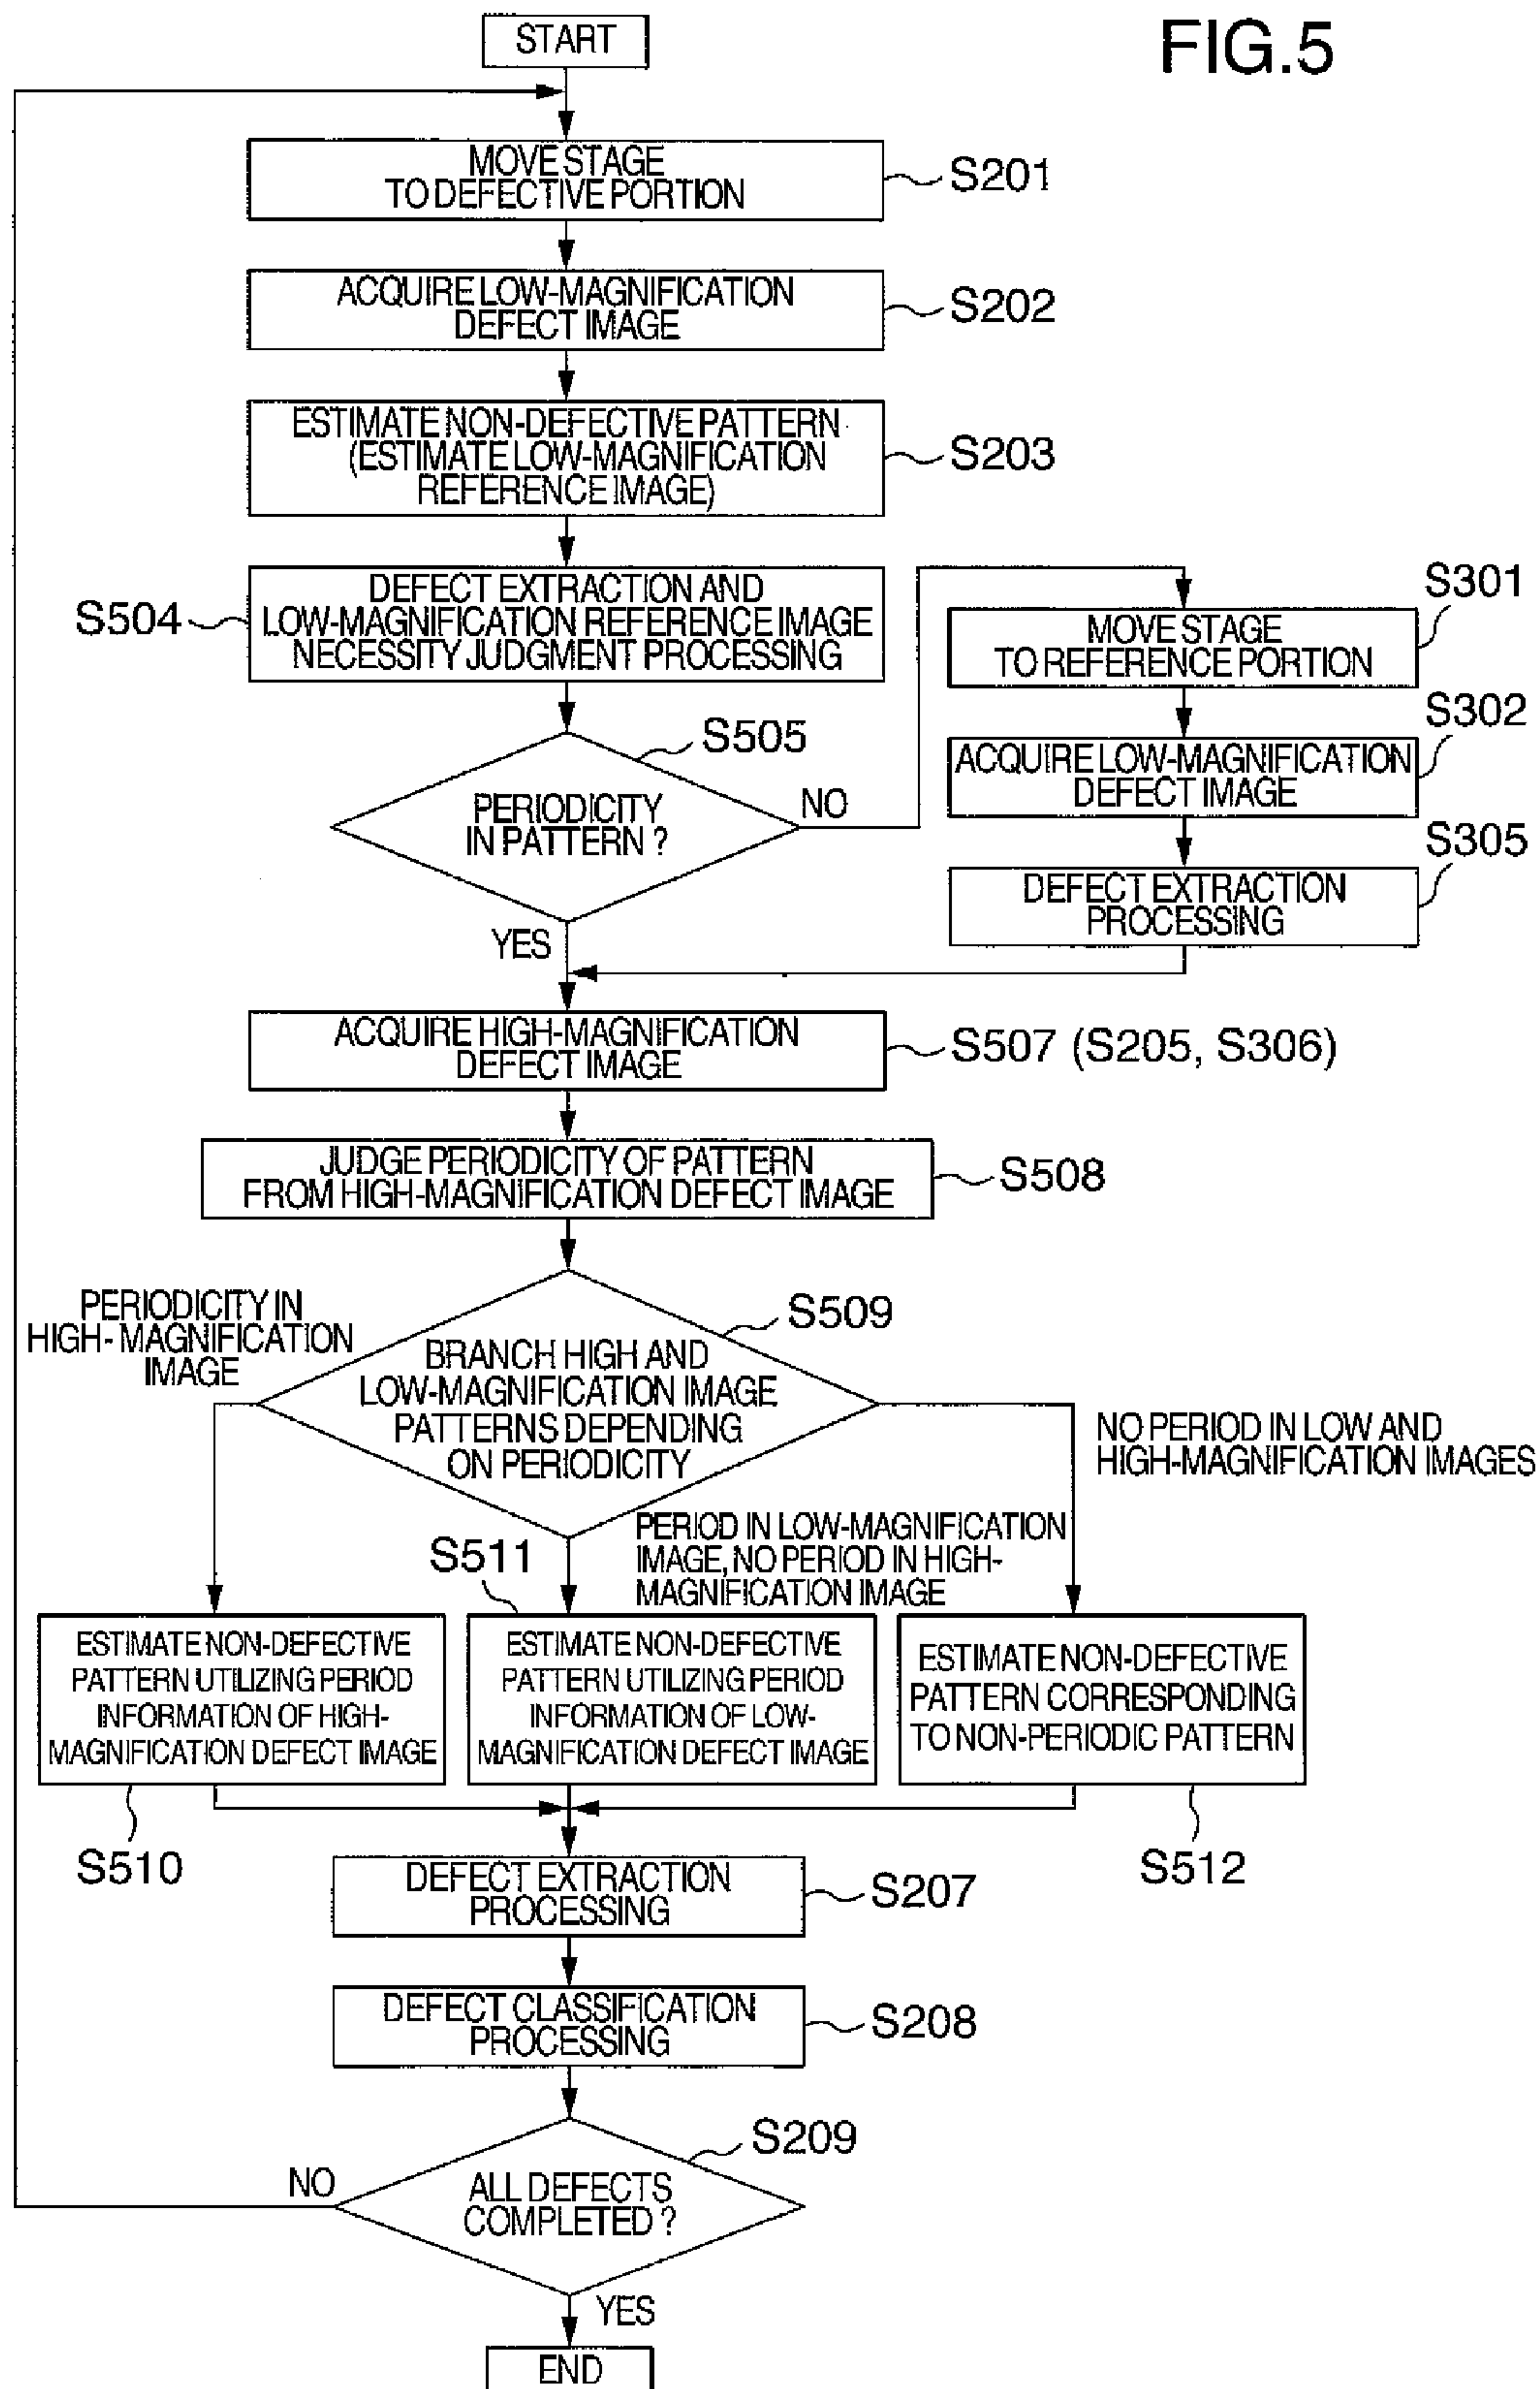 FIG.5
START
MOVE STAGE
TO DEFECTIVE PORTION
S201
ACQUIRE LOW-MAGNIFICATION
DEFECT IMAGE
S202
ESTIMATE NON-DEFECTIVE PATTERN
(ESTIMATE LOW-MAGNIFICATION
REFERENCE IMAGE)
S203
DEFECT EXTRACTION AND
LOW-MAGNIFICATION REFERENCE IMAGE
NECESSITY JUDGMENT PROCESSING
S504
S505
PERIODICITY
IN PATTERN ?
NO
YES
S301
MOVE STAGE
TO REFERENCE PORTION
S302
ACQUIRE LOW-MAGNIFICATION
DEFECT IMAGE
S305
DEFECT EXTRACTION
PROCESSING
ACQUIRE HIGH-MAGNIFICATION
DEFECT IMAGE
S507 (S205, S306)
JUDGE PERIODICITY OF PATTERN
FROM HIGH-MAGNIFICATION DEFECT IMAGE
S508
PERIODICITY IN
HIGH- MAGNIFICATION
IMAGE
S509
BRANCH HIGH AND
LOW-MAGNIFICATION IMAGE
PATTERNS DEPENDING
ON PERIODICITY
NO PERIOD IN LOW AND
HIGH-MAGNIFICATION IMAGES
S511
PERIOD IN LOW-MAGNIFICATION
IMAGE, NO PERIOD IN HIGH-
MAGNIFICATION IMAGE
ESTIMATE NON-DEFECTIVE
PATTERN UTILIZING PERIOD
INFORMATION OF HIGH-
MAGNIFICATION DEFECT IMAGE
ESTIMATE NON-DEFECTIVE
PATTERN UTILIZING PERIOD
INFORMATION OF LOW-
MAGNIFICATION DEFECT IMAGE
ESTIMATE NON-DEFECTIVE
PATTERN CORRESPONDING
TO NON-PERIODIC PATTERN
S510
S512
DEFECT EXTRACTION
PROCESSING
S207
DEFECT CLASSIFICATION
PROCESSING
S208
S209
NO
ALL DEFECTS
COMPLETED ?
YES
END